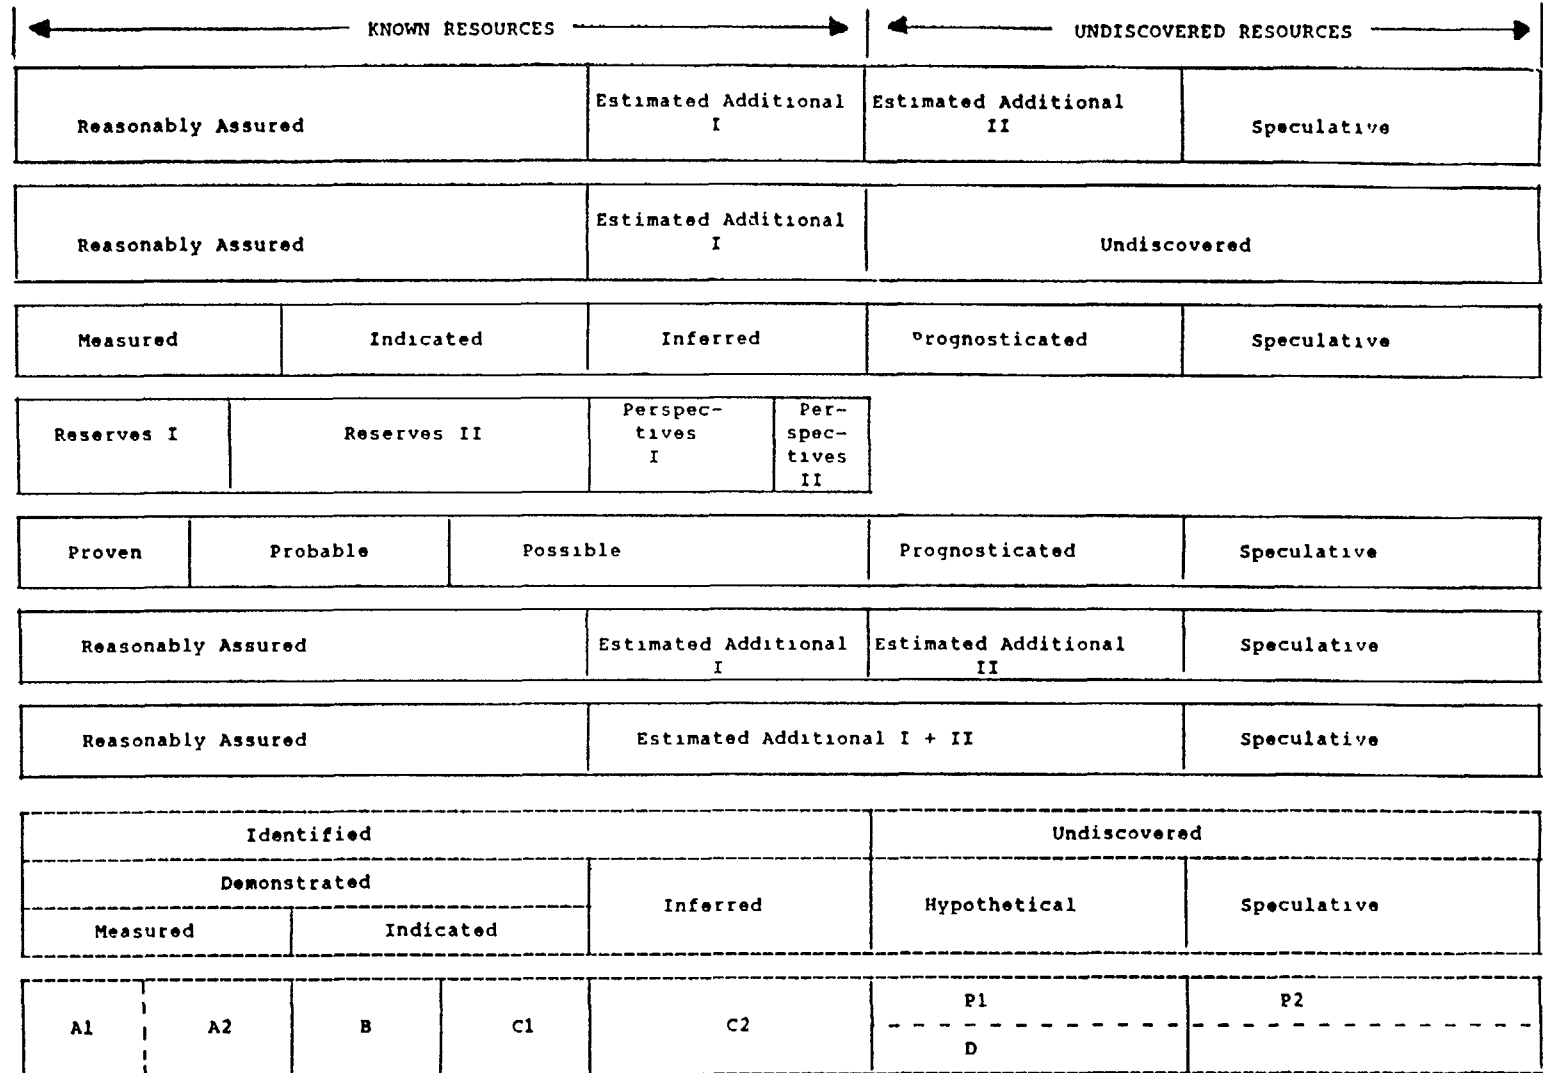 KNOWN RESOURCES UNDISCOVERED RESOURCES
Estimated Additional Estimated Additional
Reasonably Assured I II Speculative
Estimated Additional
Reasonably Assured I Undiscovered
Measured Indicated Inferred Prognosticated Speculative
Perspec- Per-
Reserves I Reserves II tives spec-
I tives
II
Proven Probable Possible Prognosticated Speculative
Reasonably Assured Estimated Additional Estimated Additional Speculative
I II
Reasonably Assured Estimated Additional I + II Speculative
Identified Undiscovered
Demonstrated
Inferred Hypothetical Speculative
Measured Indicated
P1 P2
A1 A2 B C1 C2
D